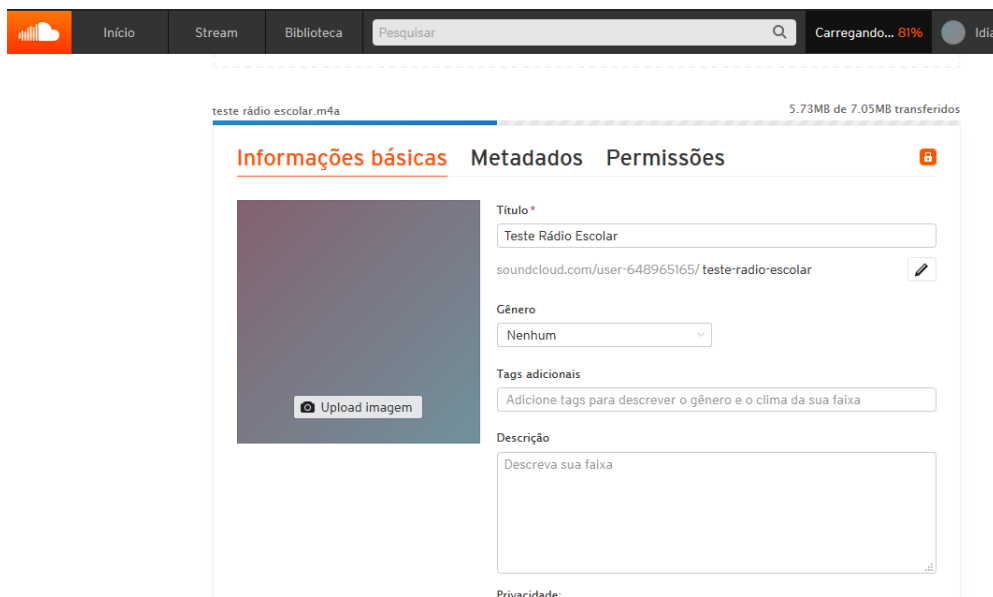 Início Stream Biblioteca Pesquisar Carregando... 81%
teste rádio escolar.m4a 5.73MB de 7.05MB transferidos
Informações básicas Metadados Permissões
Título*
Teste Rádio Escolar
soundcloud.com/user-648965165/ teste-radio-escolar
Gênero
Nenhum
Tags adicionais
Adicione tags para descrever o gênero e o clima da sua faixa
Upload imagem
Descrição
Descreva sua faixa
Privacidade: